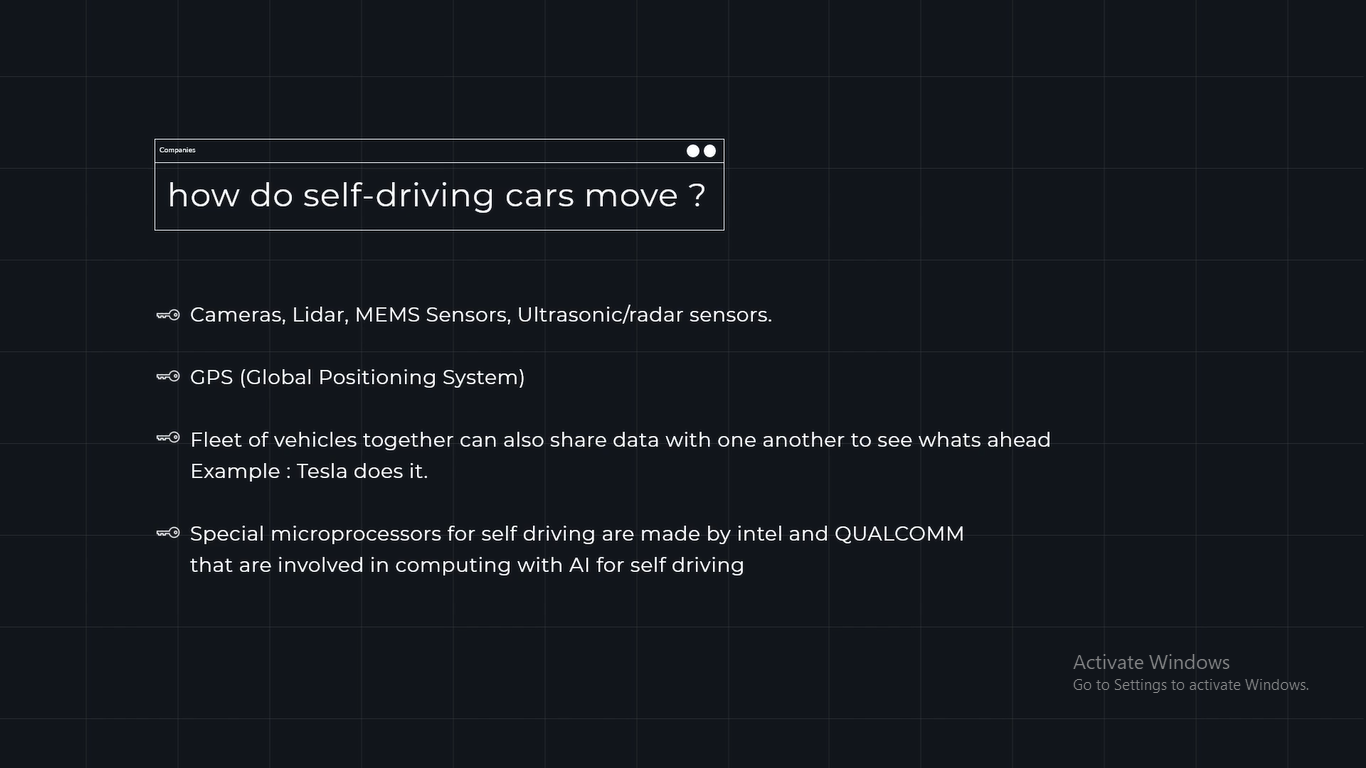 Companies
how do self-driving cars move ?
Cameras, Lidar, MEMS Sensors, Ultrasonic/radar sensors.
GPS (Global Positioning System)
Fleet of vehicles together can also share data with one another to see whats ahead
Example : Tesla does it.
Special microprocessors for self driving are made by intel and QUALCOMM
that are involved in computing with AI for self driving
Activate Windows
Go to Settings to activate Windows.